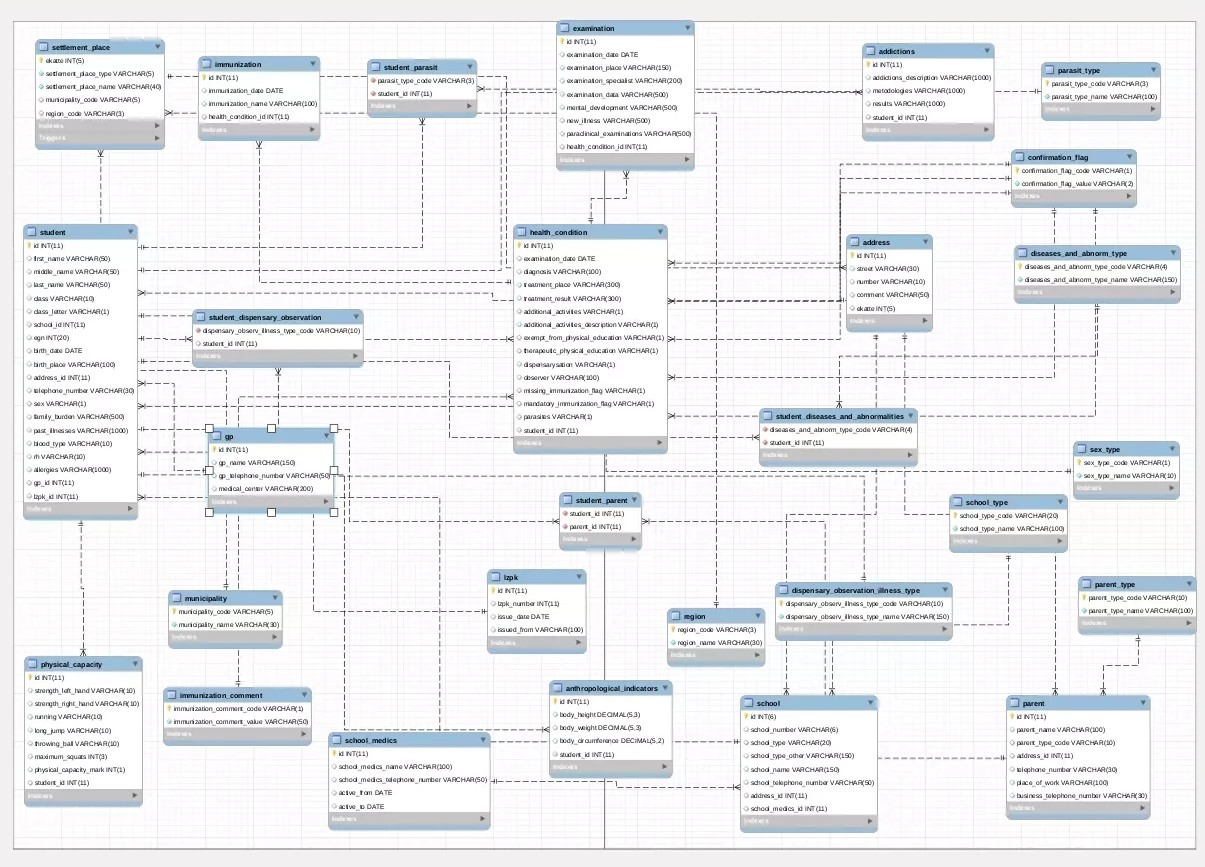 settlement_place
ekatte INT(5)
settlement_place_type VARCHAR(5)
settlement_place_name VARCHAR(40)
municipality_code VARCHAR(5)
region_code VARCHAR(3)
Indexes
Triggers
immunization
id INT(11)
immunization_date DATE
immunization_name VARCHAR(100)
health_condition_id INT(11)
Indexes
student_parasit
parasit_type_code VARCHAR(3)
student_id INT(11)
Indexes
examination
id INT(11)
examination_date DATE
examination_place VARCHAR(150)
examination_specialist VARCHAR(200)
examination_data VARCHAR(500)
mental_development VARCHAR(500)
new_illness VARCHAR(500)
paraclinical_examinations VARCHAR(500)
health_condition_id INT(11)
Indexes
addictions
id INT(11)
addictions_description VARCHAR(1000)
metodologies VARCHAR(1000)
results VARCHAR(1000)
student_id INT(11)
Indexes
parasit_type
parasit_type_code VARCHAR(3)
parasit_type_name VARCHAR(100)
Indexes
confirmation_flag
confirmation_flag_code VARCHAR(1)
confirmation_flag_value VARCHAR(2)
Indexes
student
id INT(11)
first_name VARCHAR(50)
middle_name VARCHAR(50)
last_name VARCHAR(50)
class VARCHAR(10)
class_letter VARCHAR(1)
school_id INT(11)
egn INT(20)
birth_date DATE
birth_place VARCHAR(100)
address_id INT(11)
telephone_number VARCHAR(30)
sex VARCHAR(1)
family_burden VARCHAR(500)
past_illnesses VARCHAR(1000)
blood_type VARCHAR(10)
rh VARCHAR(10)
allergies VARCHAR(1000)
gp_id INT(11)
lzpk_id INT(11)
Indexes
health_condition
id INT(11)
examination_date DATE
diagnosis VARCHAR(100)
treatment_place VARCHAR(300)
treatment_result VARCHAR(300)
additional_activities VARCHAR(1)
additional_activities_description VARCHAR(1)
exempt_from_physical_education VARCHAR(1)
therapeutic_physical_education VARCHAR(1)
dispensarysation VARCHAR(1)
observer VARCHAR(100)
missing_immunization_flag VARCHAR(1)
mandatory_immunization_flag VARCHAR(1)
parasites VARCHAR(1)
student_id INT(11)
Indexes
address
id INT(11)
street VARCHAR(30)
number VARCHAR(10)
comment VARCHAR(50)
ekatte INT(5)
Indexes
diseases_and_abnorm_type
diseases_and_abnorm_type_code VARCHAR(4)
diseases_and_abnorm_type_name VARCHAR(150)
Indexes
student_dispensary_observation
dispensary_observ_illness_type_code VARCHAR(10)
student_id INT(11)
Indexes
gp
id INT(11)
gp_name VARCHAR(150)
gp_telephone_number VARCHAR(50)
medical_center VARCHAR(200)
Indexes
student_diseases_and_abnormalities
diseases_and_abnorm_type_code VARCHAR(4)
student_id INT(11)
Indexes
sex_type
sex_type_code VARCHAR(1)
sex_type_name VARCHAR(10)
Indexes
student_parent
student_id INT(11)
parent_id INT(11)
Indexes
school_type
school_type_code VARCHAR(20)
school_type_name VARCHAR(100)
Indexes
lzpk
id INT(11)
lzpk_number INT(11)
issue_date DATE
issued_from VARCHAR(100)
Indexes
municipality
municipality_code VARCHAR(5)
municipality_name VARCHAR(30)
Indexes
region
region_code VARCHAR(3)
region_name VARCHAR(30)
Indexes
dispensary_observation_illness_type
dispensary_observ_illness_type_code VARCHAR(10)
dispensary_observ_illness_type_name VARCHAR(150)
Indexes
parent_type
parent_type_code VARCHAR(10)
parent_type_name VARCHAR(100)
Indexes
physical_capacity
id INT(11)
strength_left_hand VARCHAR(10)
strength_right_hand VARCHAR(10)
running VARCHAR(10)
long_jump VARCHAR(10)
throwing_ball VARCHAR(10)
maximum_squats INT(3)
physical_capacity_mark INT(1)
student_id INT(11)
Indexes
immunization_comment
immunization_comment_code VARCHAR(1)
immunization_comment_value VARCHAR(50)
Indexes
school_medics
id INT(11)
school_medics_name VARCHAR(100)
school_medics_telephone_number VARCHAR(50)
active_from DATE
active_to DATE
Indexes
anthropological_indicators
id INT(11)
body_height DECIMAL(5,3)
body_weight DECIMAL(5,3)
body_circumference DECIMAL(5,2)
student_id INT(11)
Indexes
school
id INT(6)
school_number VARCHAR(6)
school_type VARCHAR(20)
school_type_other VARCHAR(150)
school_name VARCHAR(150)
school_telephone_number VARCHAR(50)
address_id INT(11)
school_medics_id INT(11)
Indexes
parent
id INT(11)
parent_name VARCHAR(100)
parent_type_code VARCHAR(10)
address_id INT(11)
telephone_number VARCHAR(30)
place_of_work VARCHAR(100)
business_telephone_number VARCHAR(30)
Indexes